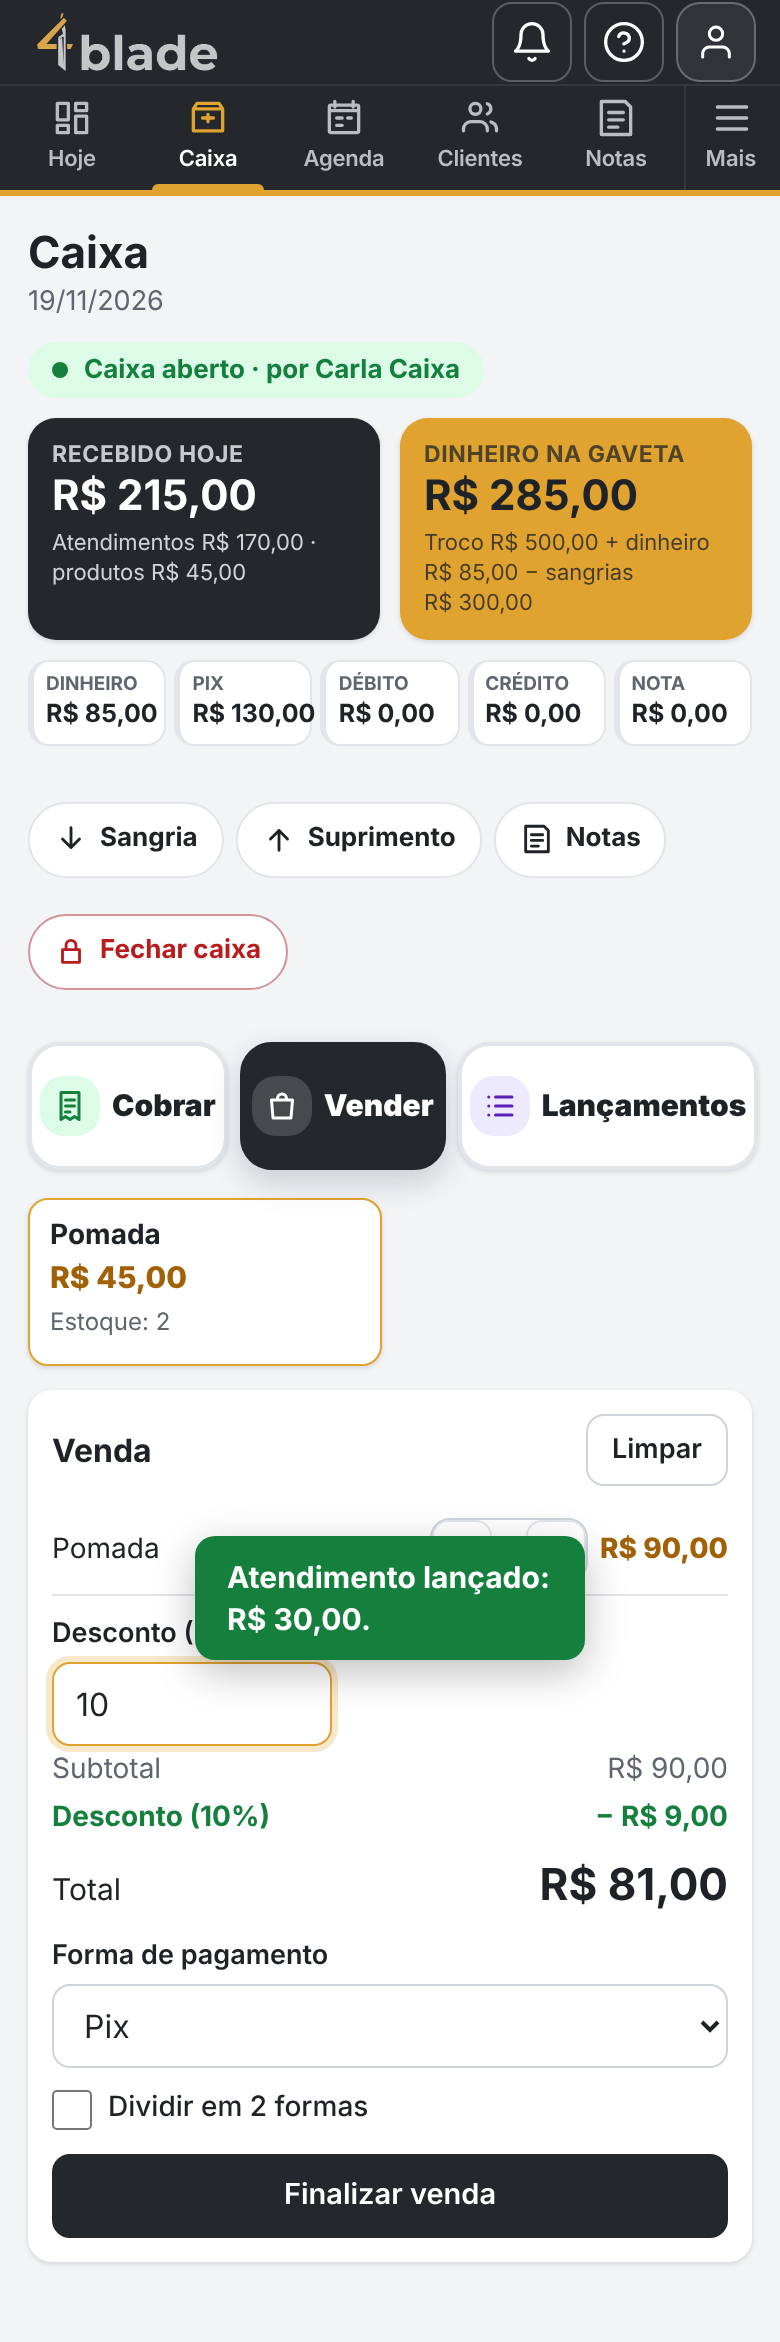 4blade
Hoje
Caixa
Agenda
Clientes
Notas
Mais
Caixa
19/11/2026
Caixa aberto · por Carla Caixa
RECEBIDO HOJE
R$ 215,00
Atendimentos R$ 170,00 ·
produtos R$ 45,00
DINHEIRO NA GAVETA
R$ 285,00
Troco R$ 500,00 + dinheiro
R$ 85,00 − sangrias
R$ 300,00
DINHEIRO
R$ 85,00
PIX
R$ 130,00
DÉBITO
R$ 0,00
CRÉDITO
R$ 0,00
NOTA
R$ 0,00
Sangria
Suprimento
Notas
Fechar caixa
Cobrar
Vender
Lançamentos
Pomada
R$ 45,00
Estoque: 2
Venda
Limpar
Pomada
R$ 90,00
Atendimento lançado:
R$ 30,00.
Desconto (
10
Subtotal
R$ 90,00
Desconto (10%)
− R$ 9,00
Total
R$ 81,00
Forma de pagamento
Pix
Dividir em 2 formas
Finalizar venda